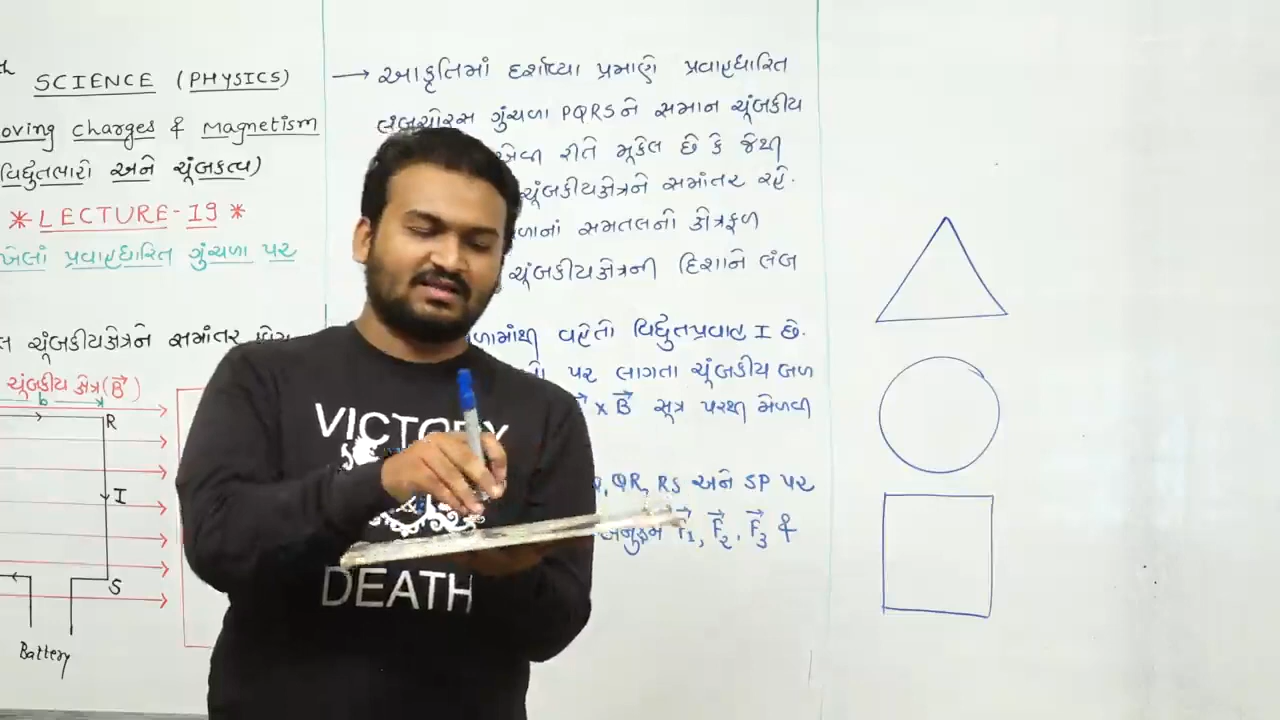 SCIENCE (PHYSICS)
oving charges & Magnetism
વિદ્યુતભારો અને ચૂંબકત્વ)
* LECTURE-19 *
પ્રવાહધારિત ગુંચળા પર
ચૂંબકીયક્ષેત્રને સમાંતર
ચૂંબકીય ક્ષેત્ર(B⃗)
b
R
I
S
Battery
→ આકૃતિમાં દર્શાવ્યા પ્રમાણે પ્રવાહધારિત
લંબચોરસ ગુંચળા PQRS ને સમાન ચૂંબકીય
એવી રીતે મૂકેલ છે કે જેથી
ચૂંબકીયક્ષેત્રને સમાંતર રહે.
ળાનાં સમતલનો ક્ષેત્રફળ
ચૂંબકીયક્ષેત્રની દિશાને લંબ
ળામાંથી વહેતો વિદ્યુતપ્રવાહ I છે.
પર લાગતા ચૂંબકીય બળ
× B⃗ સૂત્ર પરથી મેળવી
QR, RS અને SP પર
અનુક્રમે F⃗1, F⃗2, F⃗3 &
VICTORY
DEATH